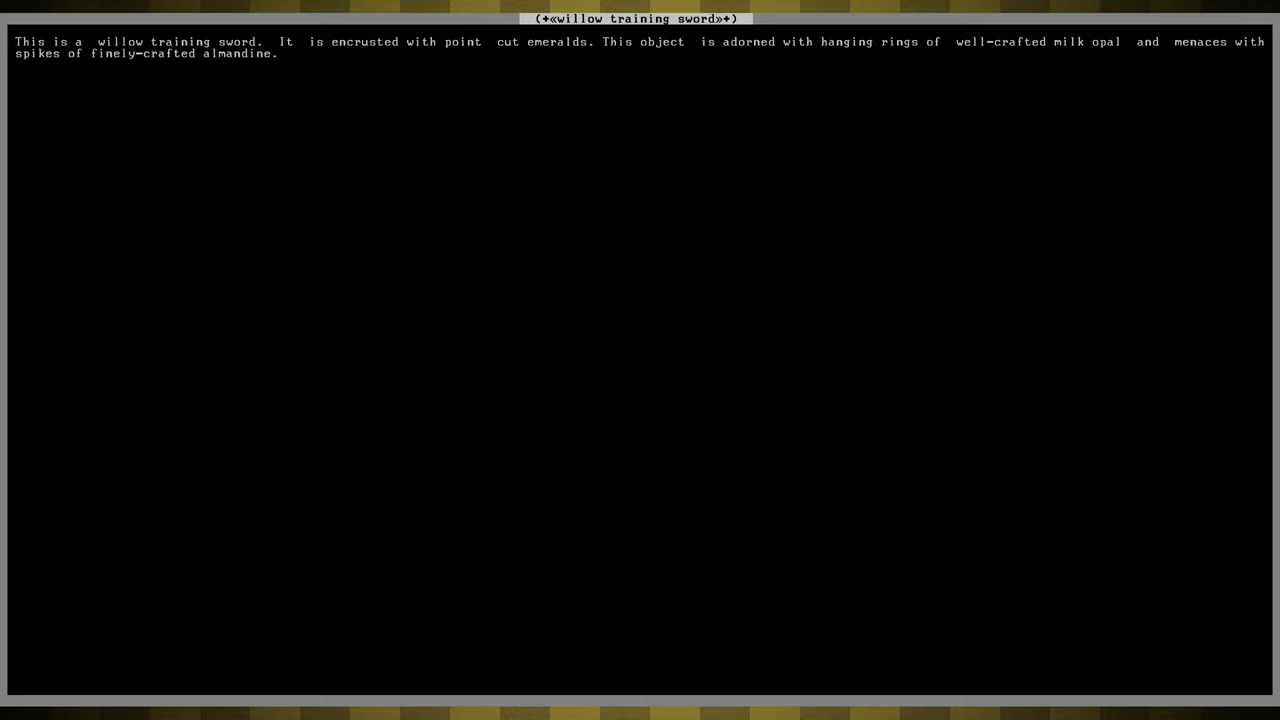 (+«willow training sword»+)
This is a  willow training sword.  It  is encrusted with point  cut emeralds. This object  is adorned with hanging rings of  well-crafted milk opal  and  menaces with
spikes of finely-crafted almandine.